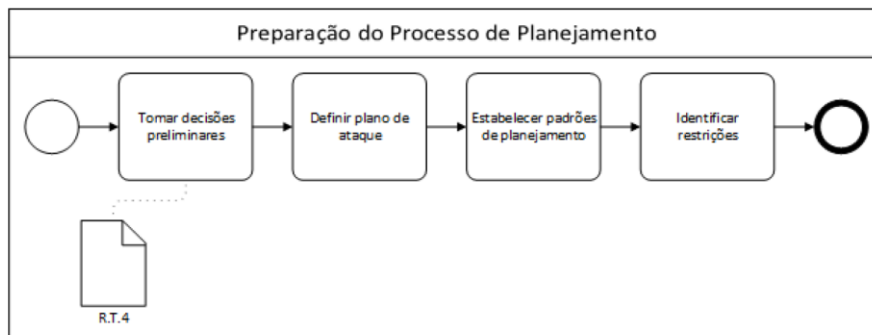 Preparação do Processo de Planejamento
Tomar decisões
preliminares
Definir plano de
ataque
Estabelecer padrões
de planejamento
Identificar
restrições
R.T.4